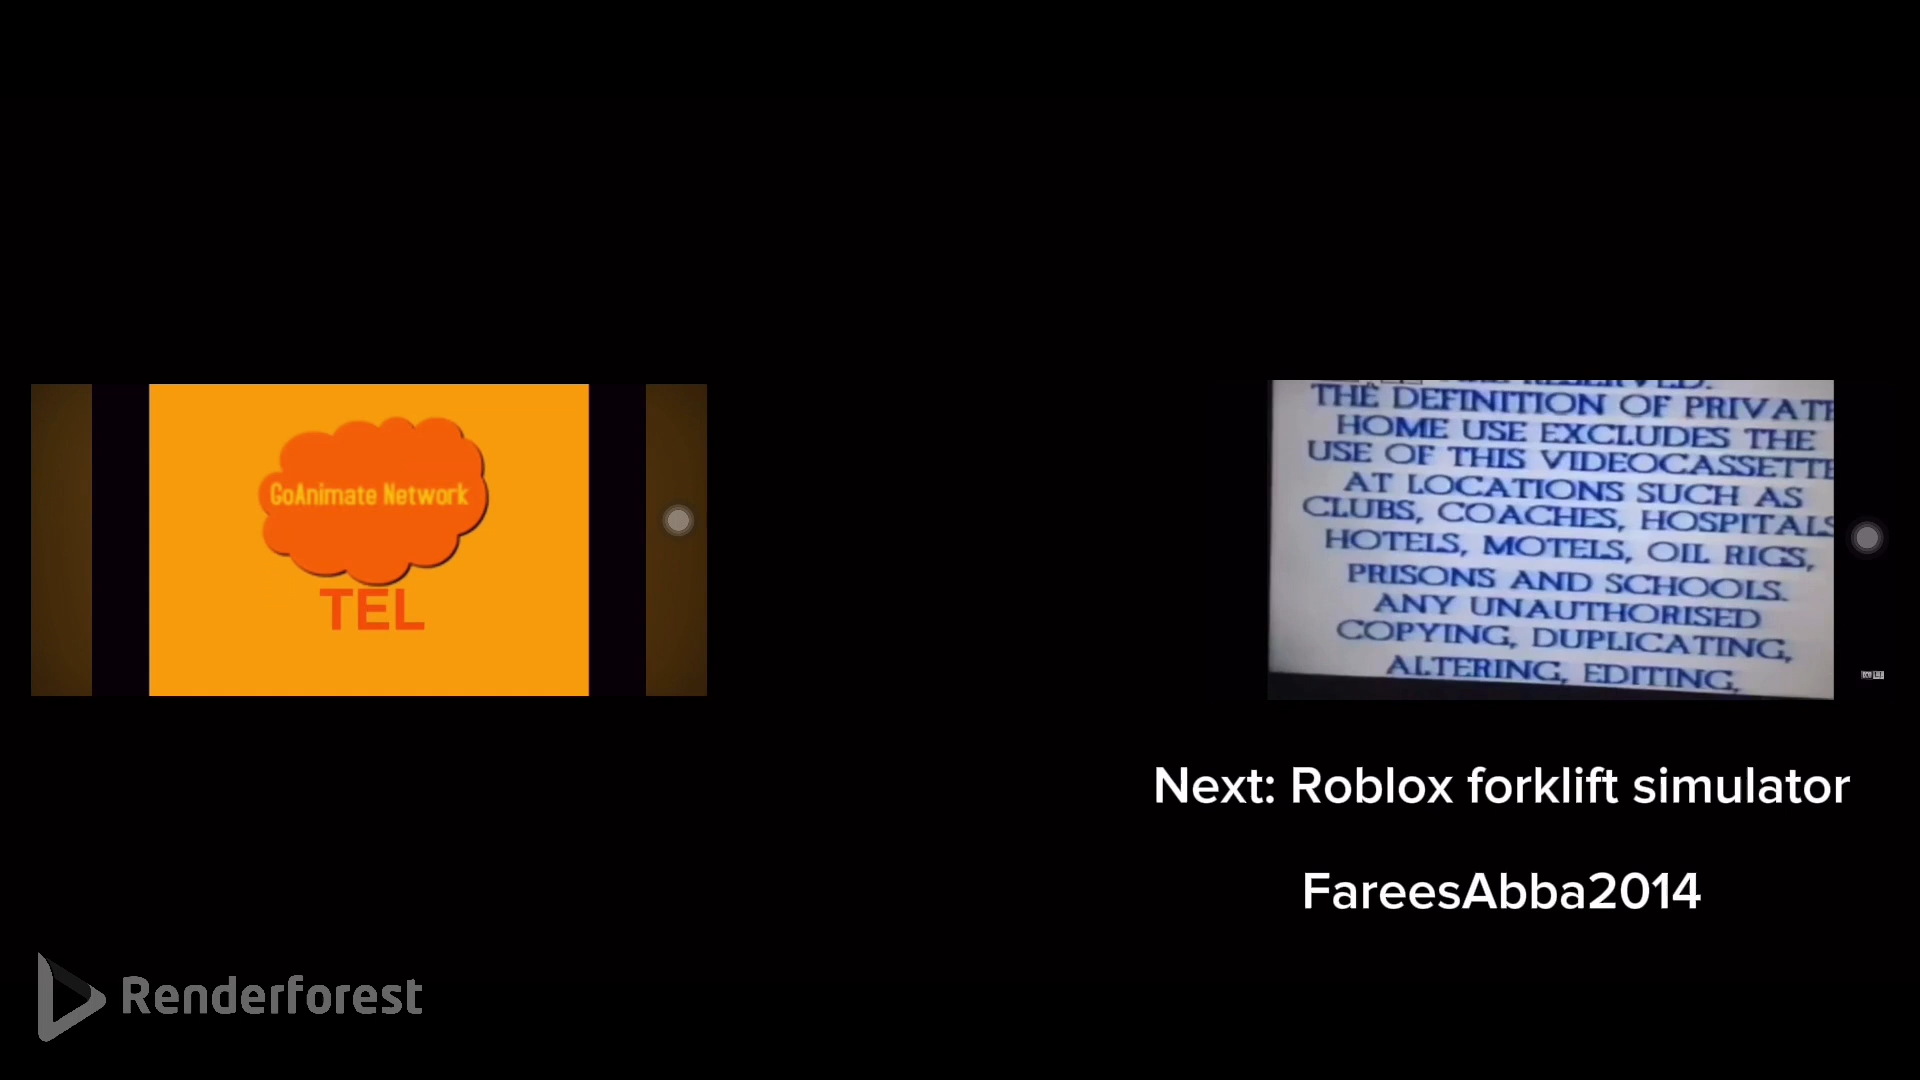 GoAnimate Network
TEL
THE DEFINITION OF PRIVATE
HOME USE EXCLUDES THE
USE OF THIS VIDEOCASSETTE
AT LOCATIONS SUCH AS
CLUBS, COACHES, HOSPITALS
HOTELS, MOTELS, OIL RIGS,
PRISONS AND SCHOOLS.
ANY UNAUTHORISED
COPYING, DUPLICATING,
ALTERING, EDITING,
Next: Roblox forklift simulator
FareesAbba2014
Renderforest